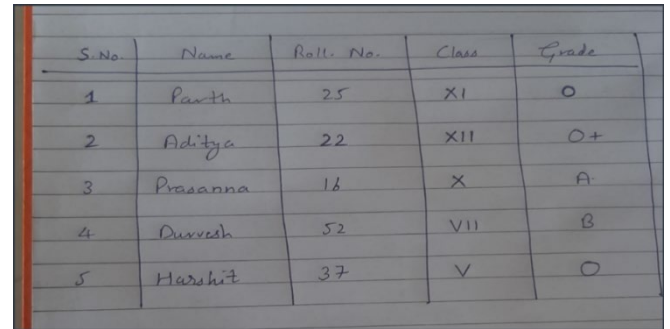 S.No. Name Roll. No. Class Grade
1 Parth 25 XI O
2 Aditya 22 XII O+
3 Prasanna 16 X A.
4 Durvesh 52 VII B
5 Harshit 37 V O